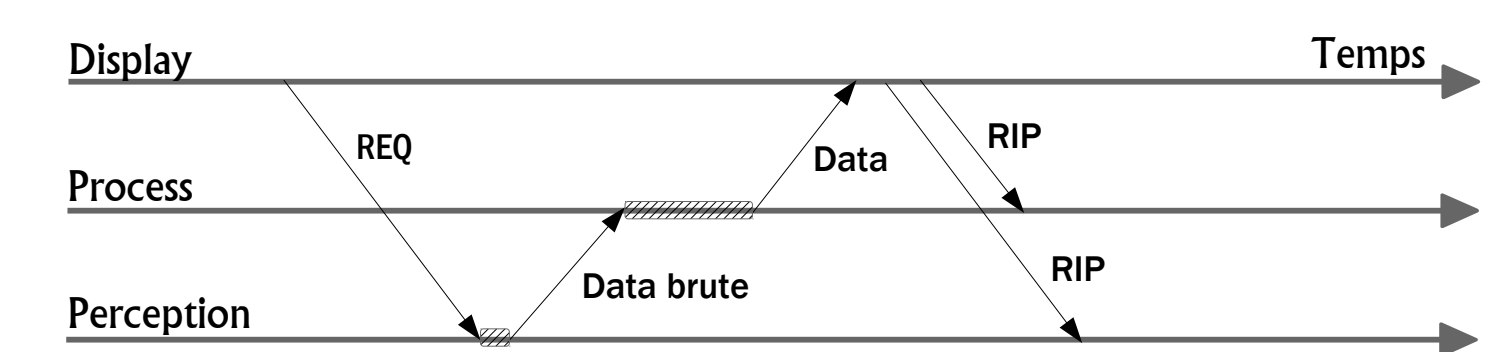 Display
Temps
REQ
RIP
Data
Process
RIP
Data brute
Perception